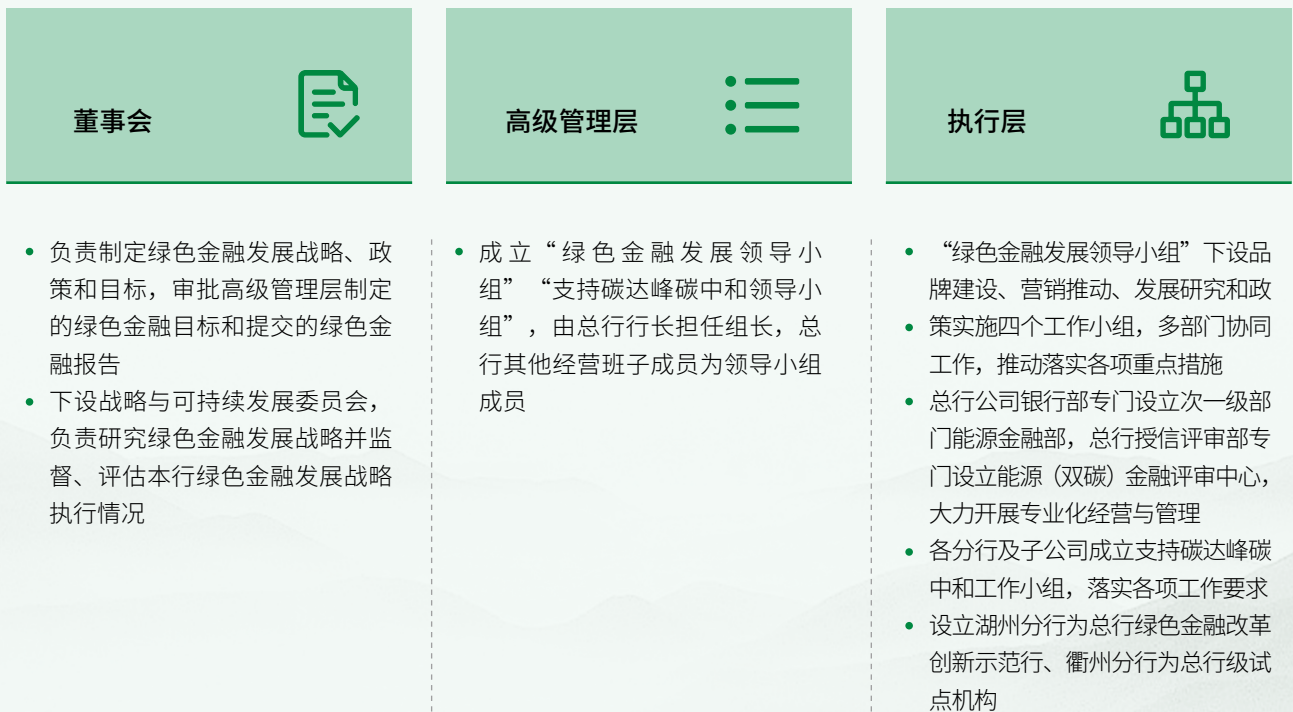 董事会
负责制定绿色金融发展战略、政
策和目标，审批高级管理层制定
的绿色金融目标和提交的绿色金
融报告
下设战略与可持续发展委员会，
负责研究绿色金融发展战略并监
督、评估本行绿色金融发展战略
执行情况
高级管理层
成立“绿色金融发展领导小
组”“支持碳达峰碳中和领导小
组”，由总行行长担任组长，总
行其他经营班子成员为领导小组
成员
执行层
“绿色金融发展领导小组”下设品
牌建设、营销推动、发展研究和政
策实施四个工作小组，多部门协同
工作，推动落实各项重点措施
总行公司银行部专门设立次一级部
门能源金融部，总行授信评审部专
门设立能源（双碳）金融评审中心，
大力开展专业化经营与管理
各分行及子公司成立支持碳达峰碳
中和工作小组，落实各项工作要求
设立湖州分行为总行绿色金融改革
创新示范行、衢州分行为总行级试
点机构